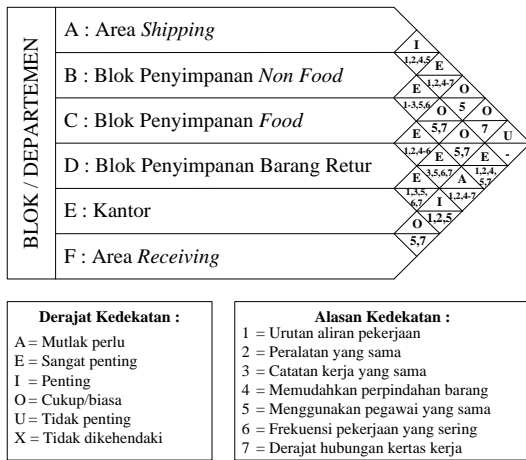 BLOK / DEPARTEMEN
A : Area Shipping
B : Blok Penyimpanan Non Food
C : Blok Penyimpanan Food
D : Blok Penyimpanan Barang Retur
E : Kantor
F : Area Receiving
I
1,2,4,5 E
E 1,2,4-7 O
1-3,5,6 O 5 O
E 5,7 O 7 U
1,2,4-6 E 5,7 E -
E 3,5,6,7 A 1,2,4,
5,7
1,3,5,
6,7 I 1,2,4-7
O 1,2,5
5,7
Derajat Kedekatan :
A = Mutlak perlu
E = Sangat penting
I = Penting
O = Cukup/biasa
U = Tidak penting
X = Tidak dikehendaki
Alasan Kedekatan :
1 = Urutan aliran pekerjaan
2 = Peralatan yang sama
3 = Catatan kerja yang sama
4 = Memudahkan perpindahan barang
5 = Menggunakan pegawai yang sama
6 = Frekuensi pekerjaan yang sering
7 = Derajat hubungan kertas kerja